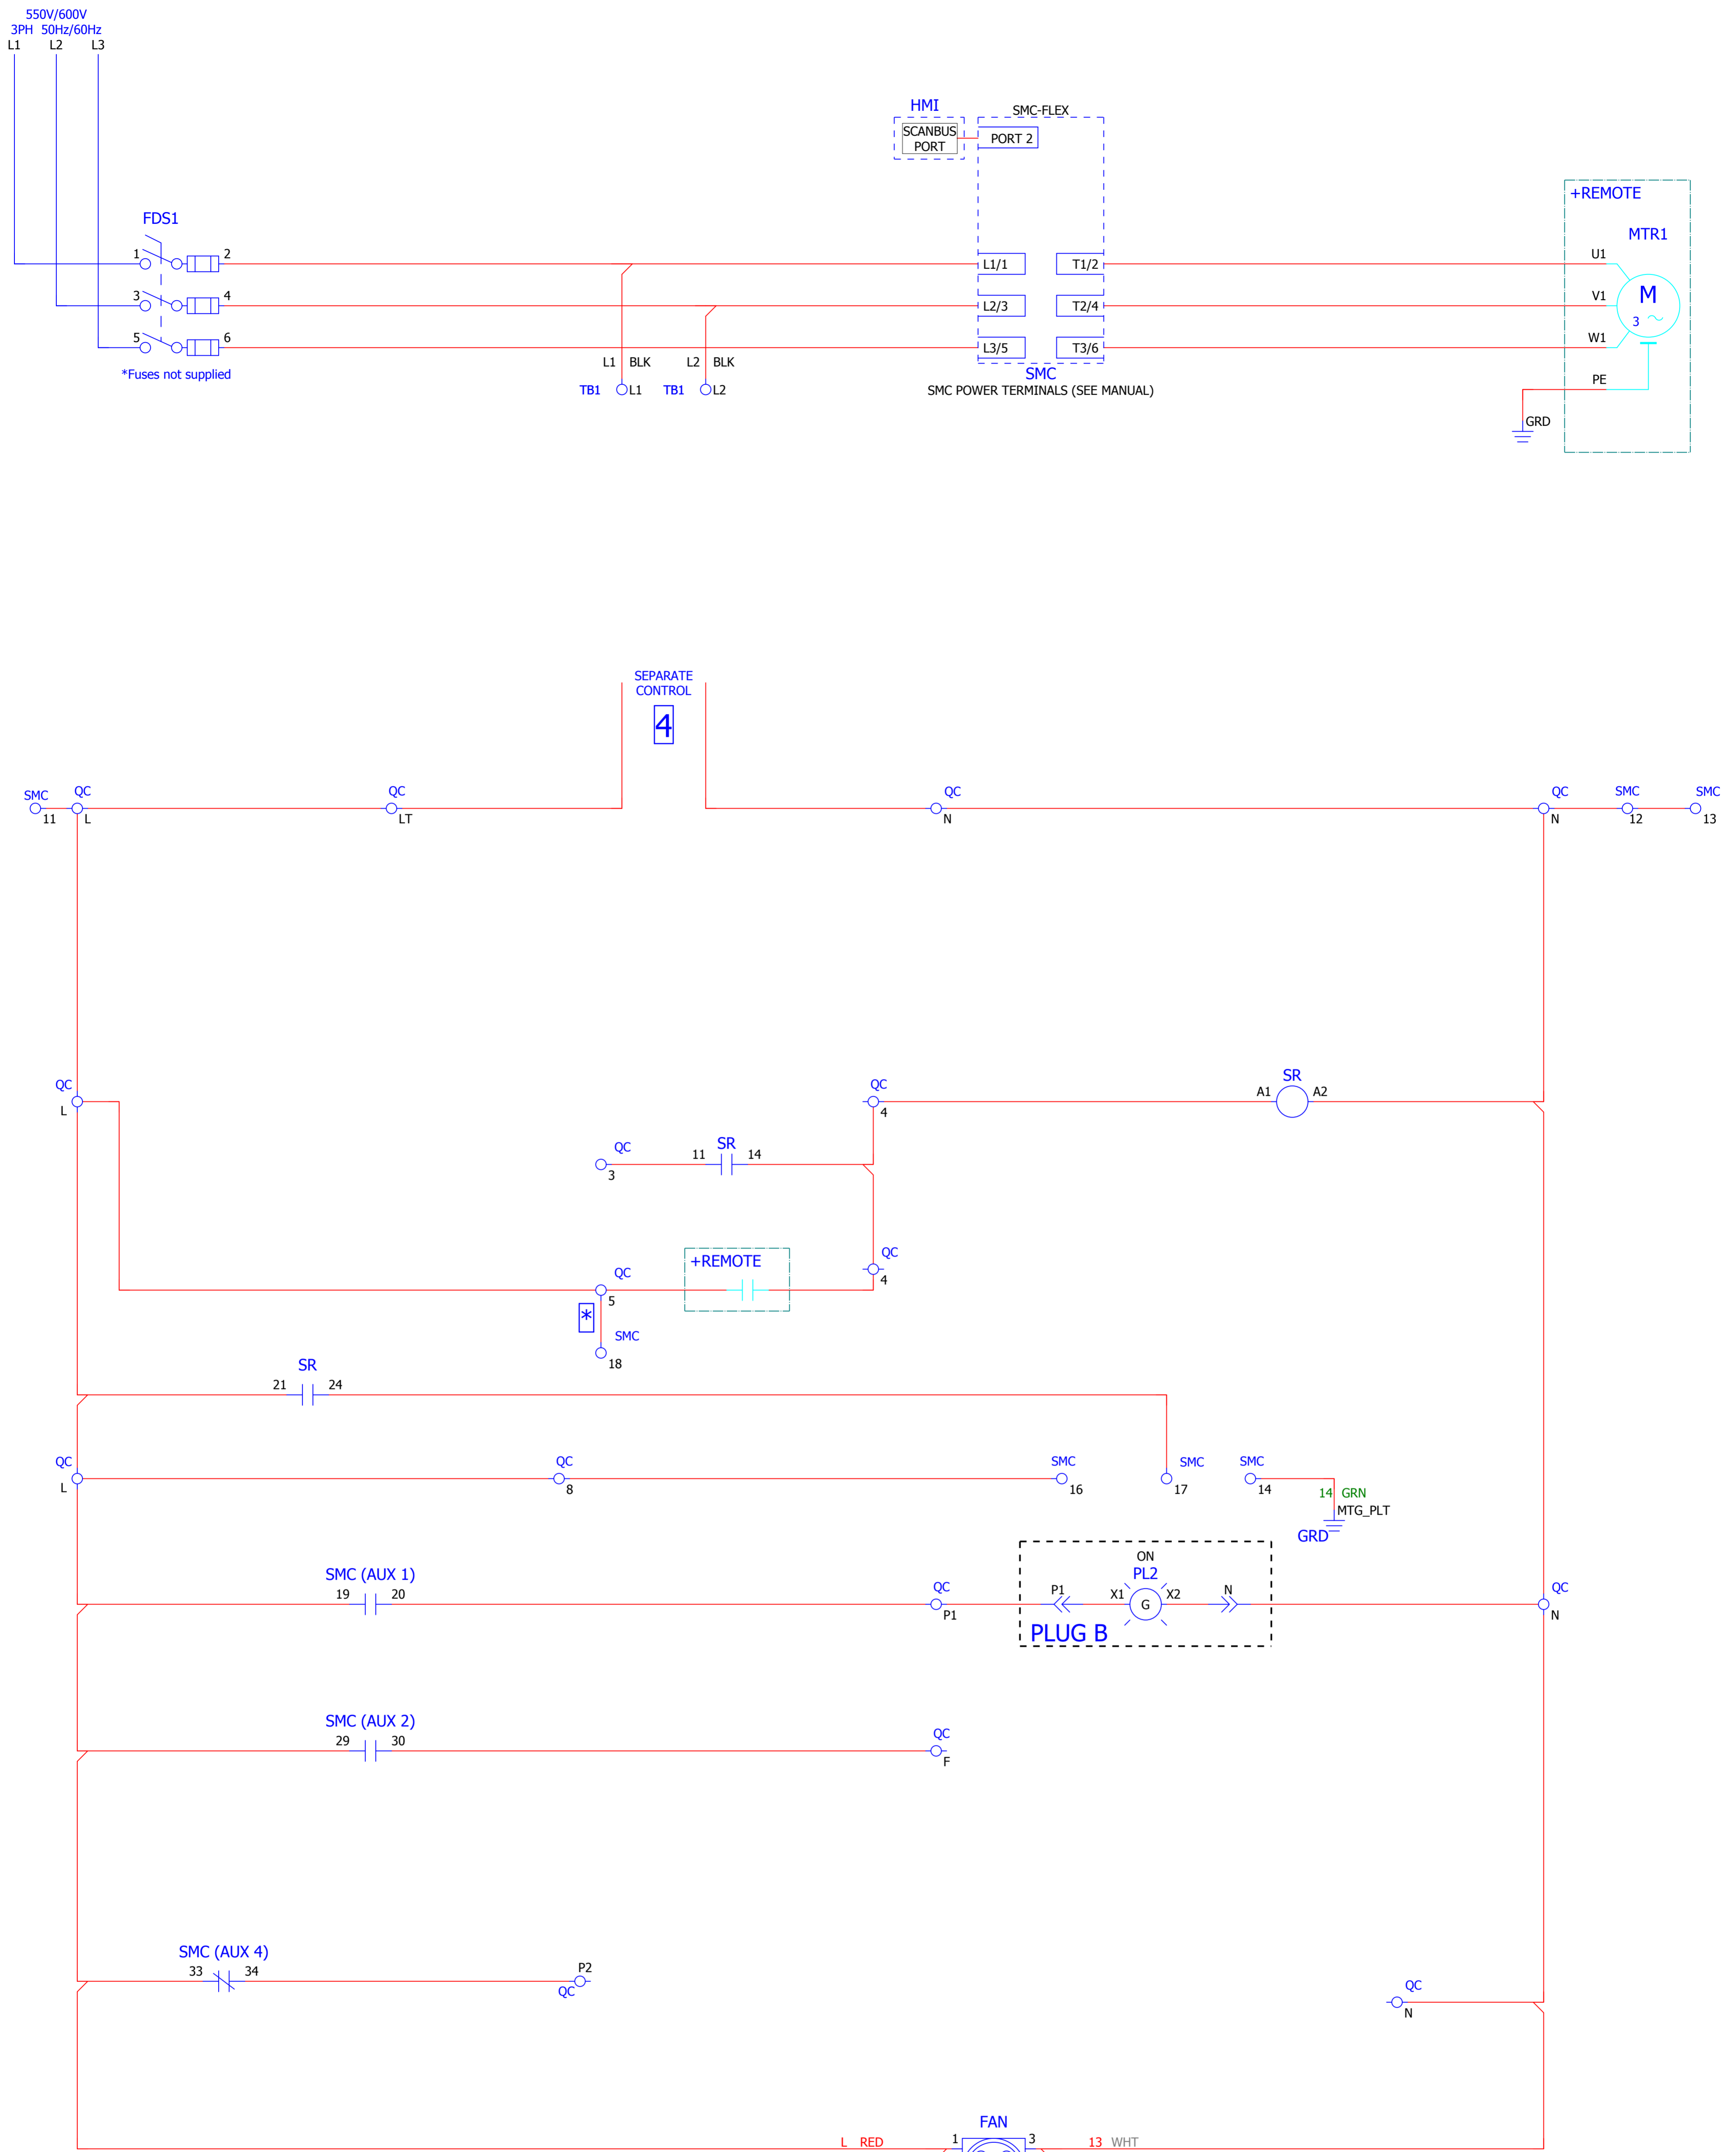 550V/600V
3PH 50Hz/60Hz
L1 L2 L3
HMI
SCANBUS
PORT
SMC-FLEX
PORT 2
+REMOTE
MTR1
FDS1
1 2
L1/1 T1/2
U1
3 4
L2/3 T2/4
V1
M
3
5 6
L3/5 T3/6
W1
*Fuses not supplied
L1 BLK
L2 BLK
TB1 L1
TB1 L2
SMC
SMC POWER TERMINALS (SEE MANUAL)
PE
GRD
SEPARATE
CONTROL
4
SMC QC QC QC QC SMC SMC
11 L LT N N 12 13
QC QC SR
L 4 A1 A2
QC SR
3 11 14
+REMOTE
QC QC
5 4
*
SMC
18
SR
21 24
QC QC SMC SMC SMC
L 8 16 17 14
14 GRN
MTG_PLT
GRD
SMC (AUX 1)
19 20
QC
P1
ON
PL2
P1 X1 G X2 N
PLUG B
QC
N
SMC (AUX 2)
29 30
QC
F
SMC (AUX 4)
33 34
P2
QC
QC
N
FAN
L RED 1 3 13 WHT